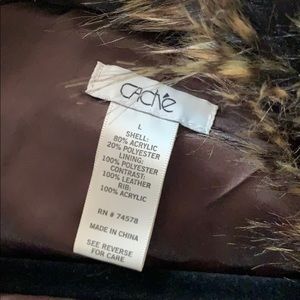 caché
L
SHELL:
80% ACRYLIC
20% POLYESTER
LINING:
100% POLYESTER
CONTRAST:
100% LEATHER
RIB:
100% ACRYLIC
RN # 74578
MADE IN CHINA
SEE REVERSE
FOR CARE